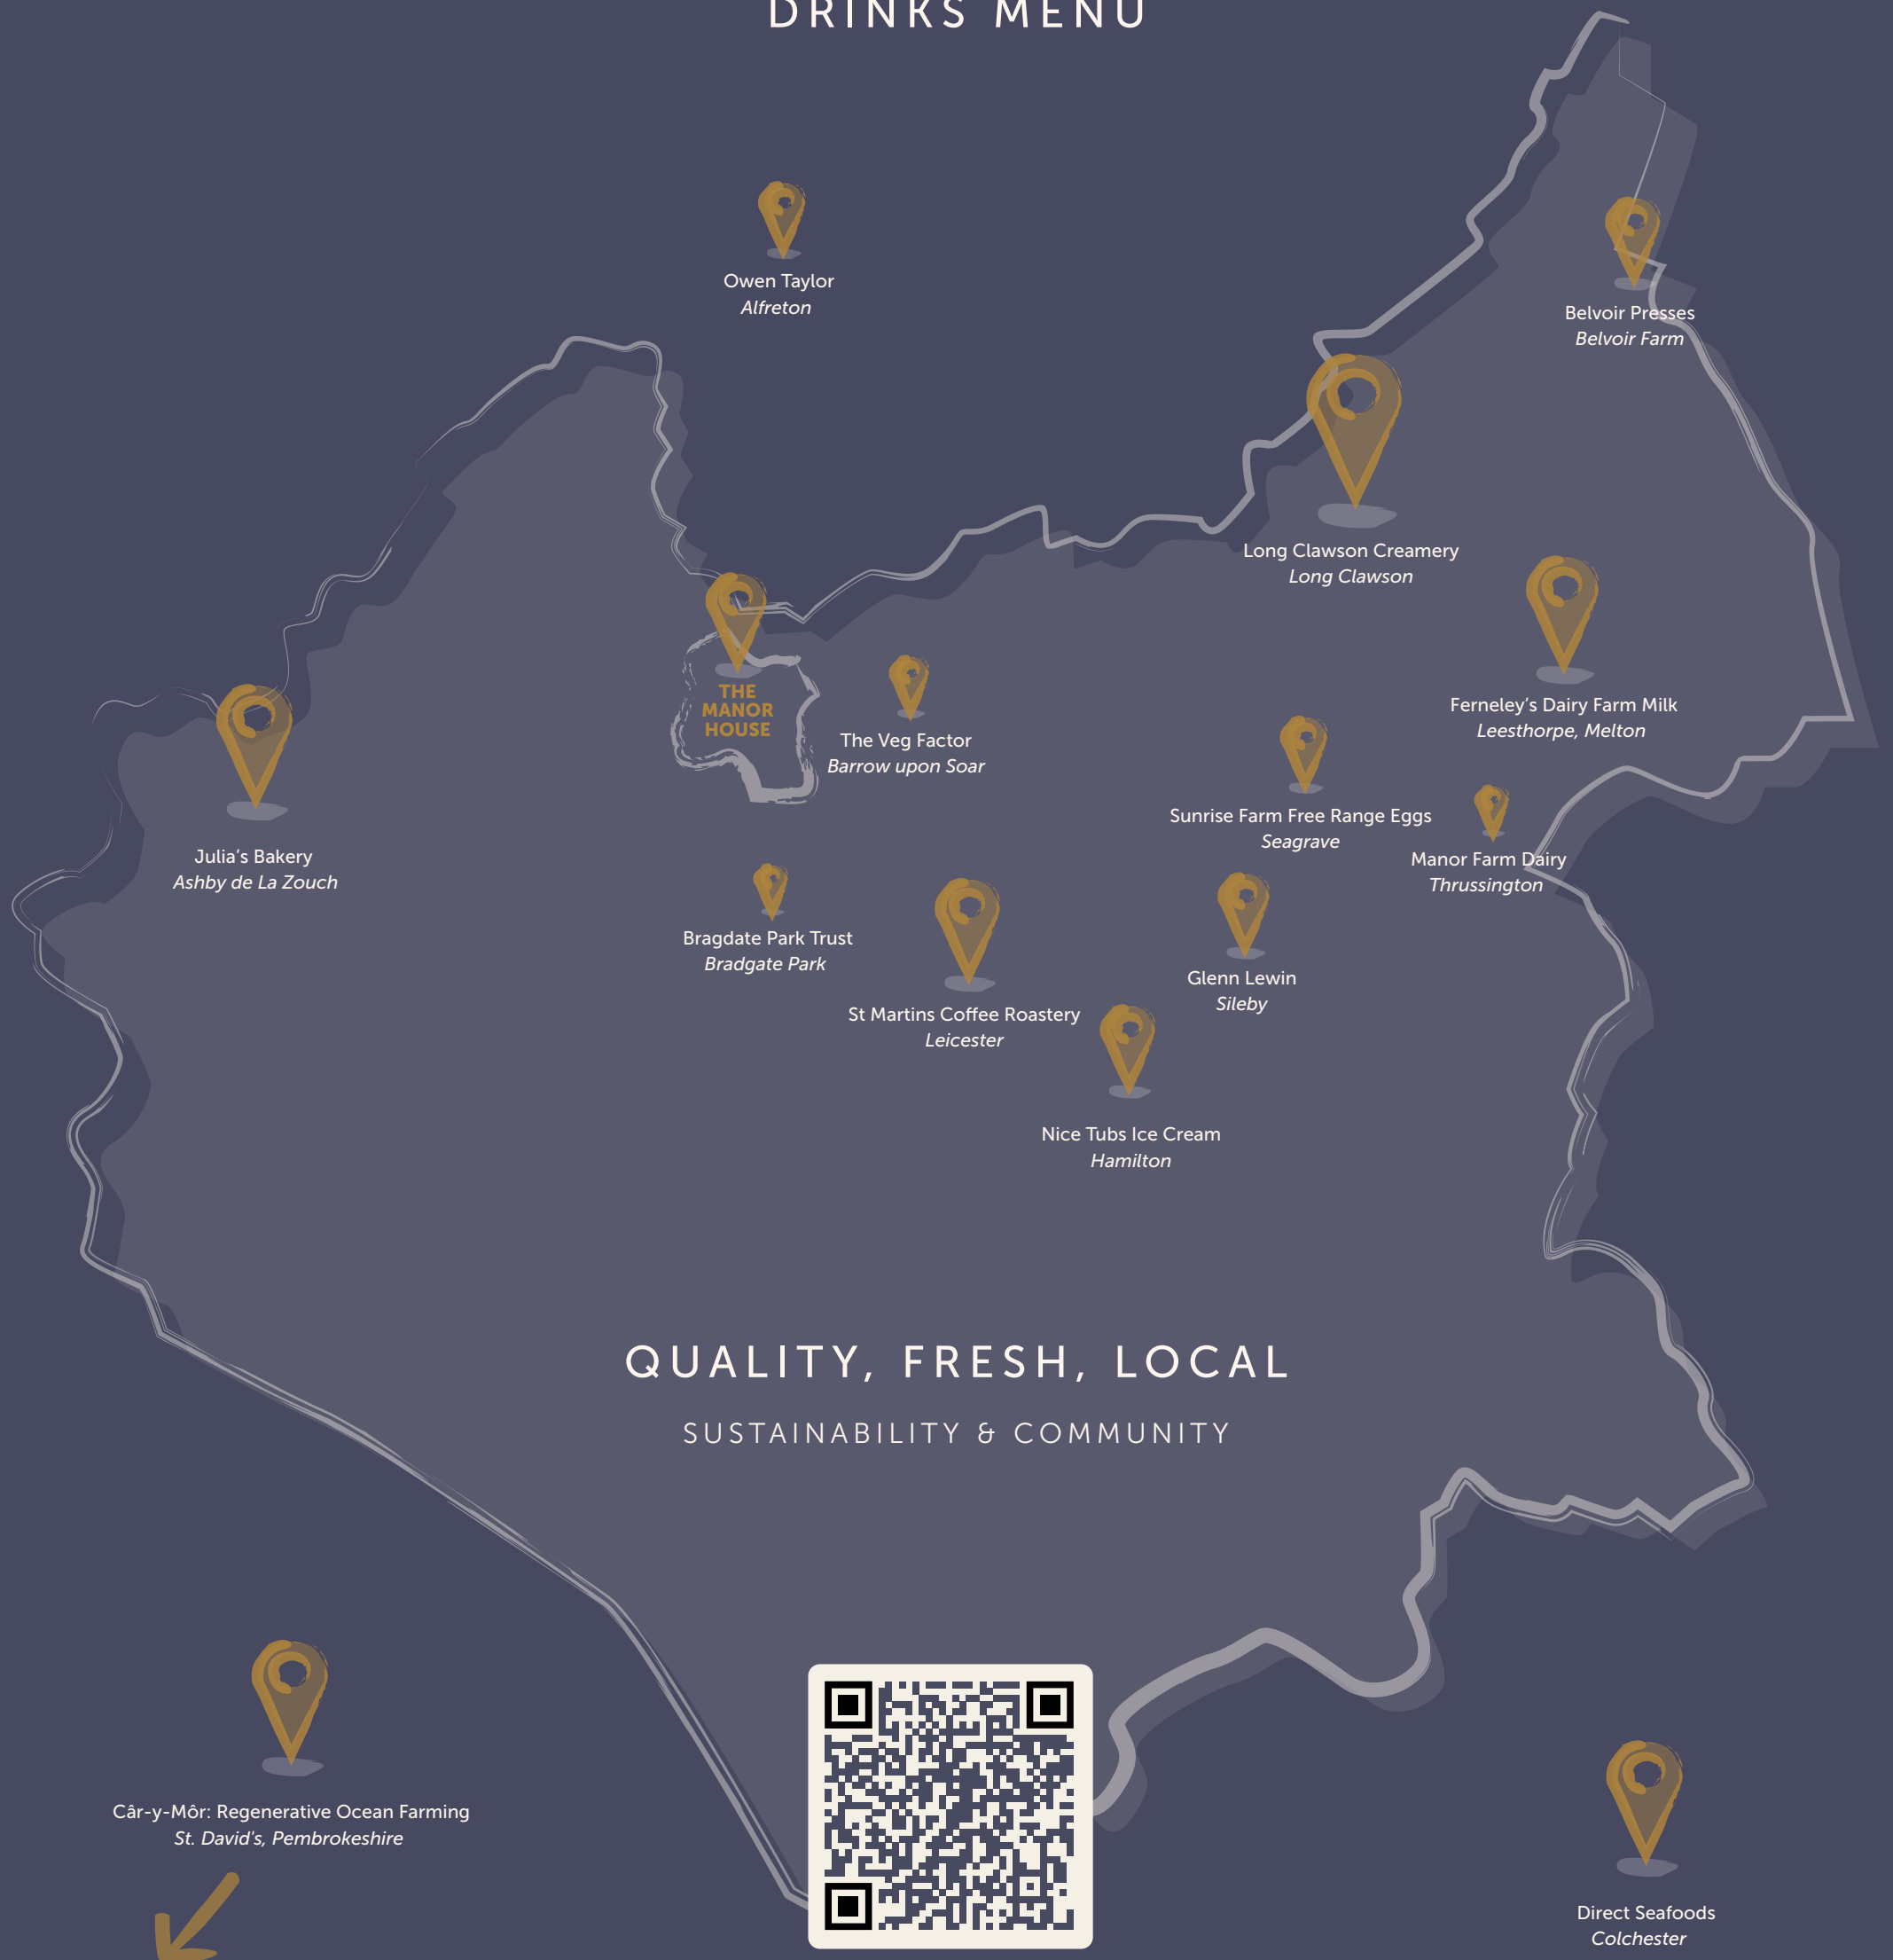 DRINKS MENU
Owen Taylor
Alfreton
Belvoir Presses
Belvoir Farm
Long Clawson Creamery
Long Clawson
Ferneley’s Dairy Farm Milk
Leesthorpe, Melton
THE
MANOR
HOUSE
The Veg Factor
Barrow upon Soar
Sunrise Farm Free Range Eggs
Seagrave
Manor Farm Dairy
Thrussington
Julia’s Bakery
Ashby de La Zouch
Bragdate Park Trust
Bradgate Park
Glenn Lewin
Sileby
St Martins Coffee Roastery
Leicester
Nice Tubs Ice Cream
Hamilton
QUALITY, FRESH, LOCAL
SUSTAINABILITY & COMMUNITY
Câr-y-Môr: Regenerative Ocean Farming
St. David's, Pembrokeshire
Direct Seafoods
Colchester